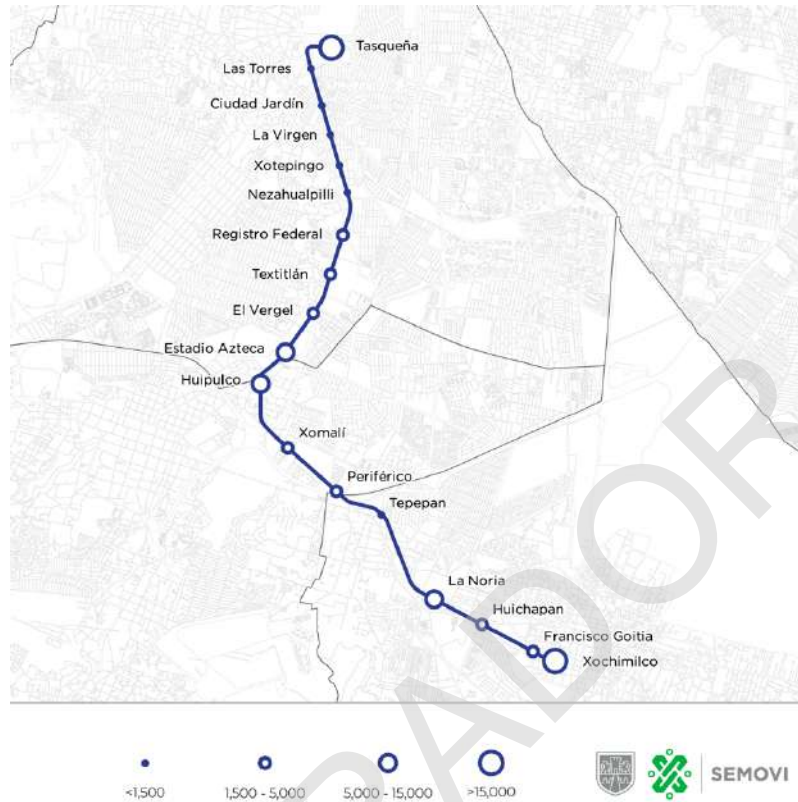 Tasqueña
Las Torres
Ciudad Jardín
La Virgen
Xotepingo
Nezahualpilli
Registro Federal
Textitlán
El Vergel
Estadio Azteca
Huipulco
Xomalí
Periférico
Tepepan
La Noria
Huichapan
Francisco Goitia
Xochimilco
<1,500
1,500 - 5,000
5,000 - 15,000
>15,000
SEMOVI
RADOR